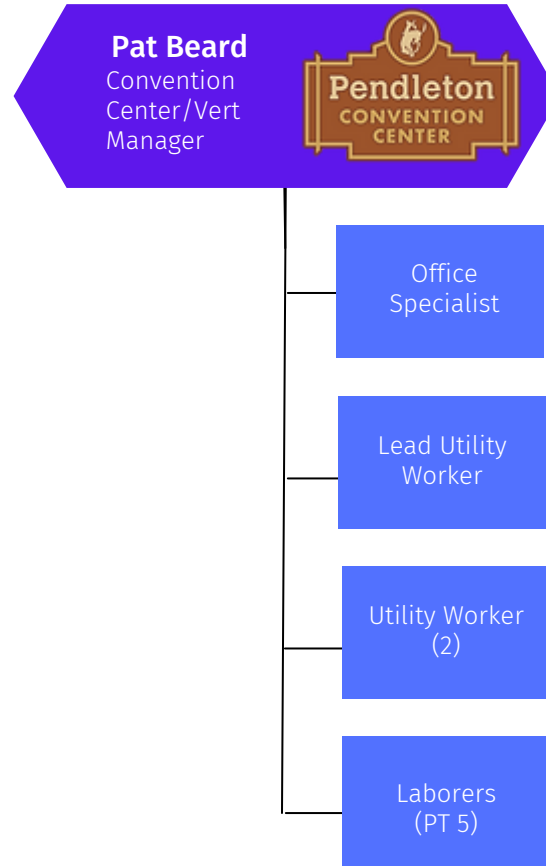 Pat Beard
Convention
Center/Vert
Manager
Pendleton
CONVENTION
CENTER
Office
Specialist
Lead Utility
Worker
Utility Worker
(2)
Laborers
(PT 5)